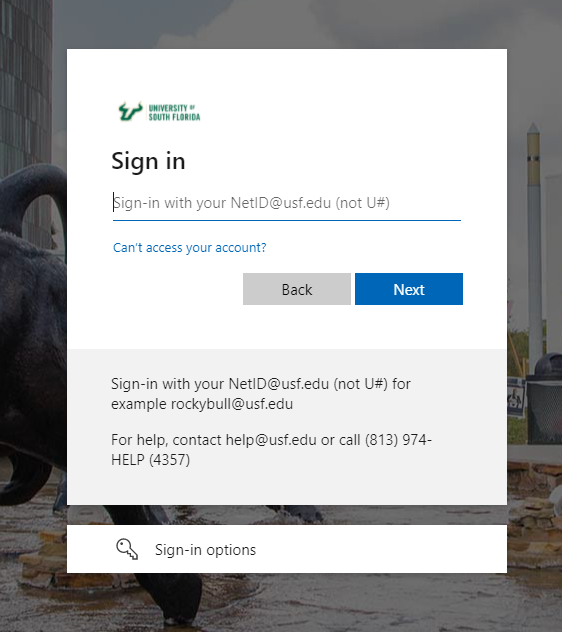 UNIVERSITY OF
SOUTH FLORIDA
Sign in
Sign-in with your NetID@usf.edu (not U#)
Can't access your account?
Back
Next
Sign-in with your NetID@usf.edu (not U#) for
example rockybull@usf.edu
For help, contact help@usf.edu or call (813) 974-
HELP (4357)
Sign-in options